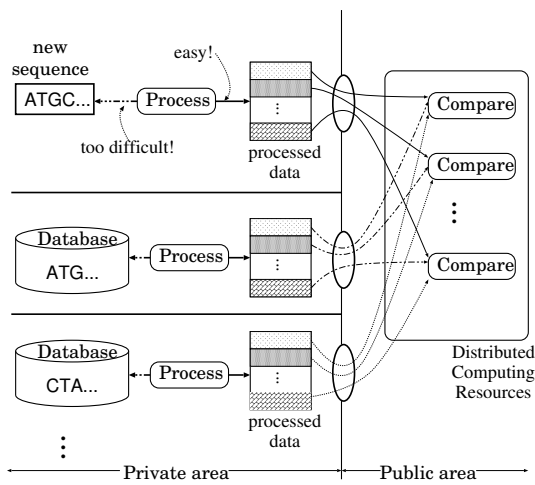 new
sequence
ATGC...
Process
easy!
too difficult!
processed
data
Compare
Compare
Compare
Database
ATG...
Process
Database
CTA...
Process
processed
data
Distributed
Computing
Resources
Private area
Public area